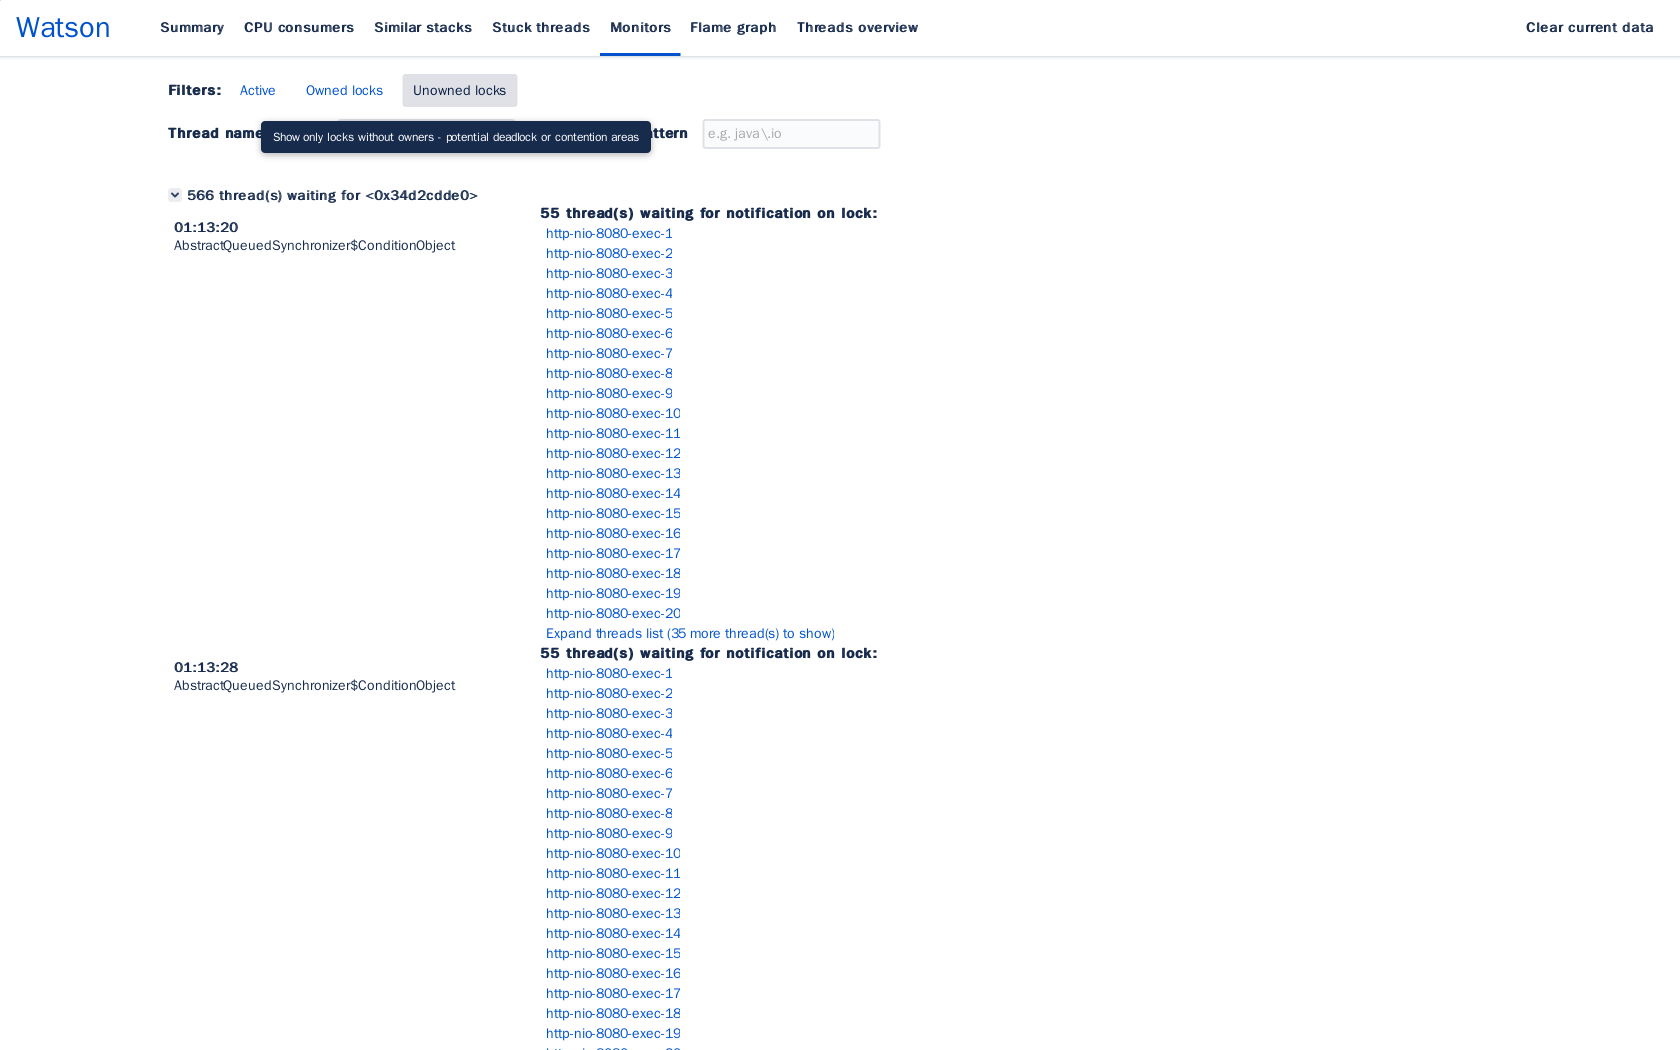 Watson
Summary CPU consumers Similar stacks Stuck threads Monitors Flame graph Threads overview Clear current data
Filters: Active Owned locks Unowned locks
Thread name ttern e.g. java\.io
Show only locks without owners - potential deadlock or contention areas
566 thread(s) waiting for <0x34d2cdde0>
01:13:20
AbstractQueuedSynchronizer$ConditionObject
55 thread(s) waiting for notification on lock:
http-nio-8080-exec-1
http-nio-8080-exec-2
http-nio-8080-exec-3
http-nio-8080-exec-4
http-nio-8080-exec-5
http-nio-8080-exec-6
http-nio-8080-exec-7
http-nio-8080-exec-8
http-nio-8080-exec-9
http-nio-8080-exec-10
http-nio-8080-exec-11
http-nio-8080-exec-12
http-nio-8080-exec-13
http-nio-8080-exec-14
http-nio-8080-exec-15
http-nio-8080-exec-16
http-nio-8080-exec-17
http-nio-8080-exec-18
http-nio-8080-exec-19
http-nio-8080-exec-20
Expand threads list (35 more thread(s) to show)
01:13:28
AbstractQueuedSynchronizer$ConditionObject
55 thread(s) waiting for notification on lock:
http-nio-8080-exec-1
http-nio-8080-exec-2
http-nio-8080-exec-3
http-nio-8080-exec-4
http-nio-8080-exec-5
http-nio-8080-exec-6
http-nio-8080-exec-7
http-nio-8080-exec-8
http-nio-8080-exec-9
http-nio-8080-exec-10
http-nio-8080-exec-11
http-nio-8080-exec-12
http-nio-8080-exec-13
http-nio-8080-exec-14
http-nio-8080-exec-15
http-nio-8080-exec-16
http-nio-8080-exec-17
http-nio-8080-exec-18
http-nio-8080-exec-19